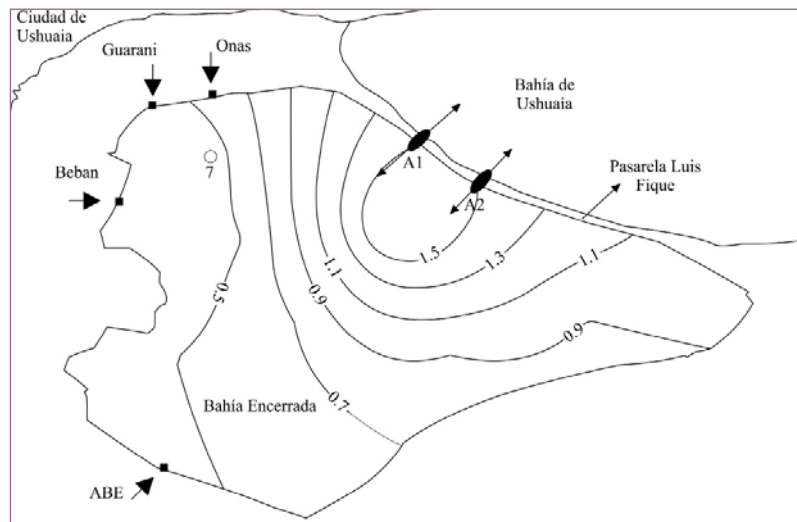 Ciudad de
Ushuaia
Guarani
Onas
Bahía de
Ushuaia
A1
7
Beban
Pasarela Luis
Fique
A2
1.5
1.3
1.1
1.1
0.5
0.9
0.9
0.7
Bahía Encerrada
ABE